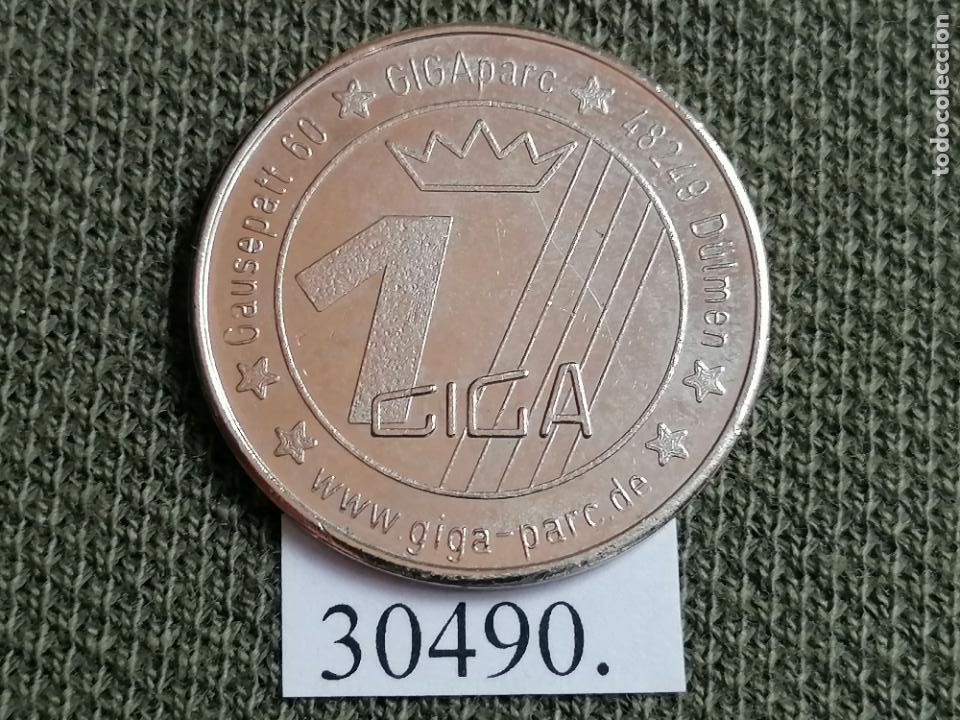 GIGAparc
48249 Dülmen
www.giga-parc.de
Gausepatt 60
1
GIGA
30490.
todocoleccion